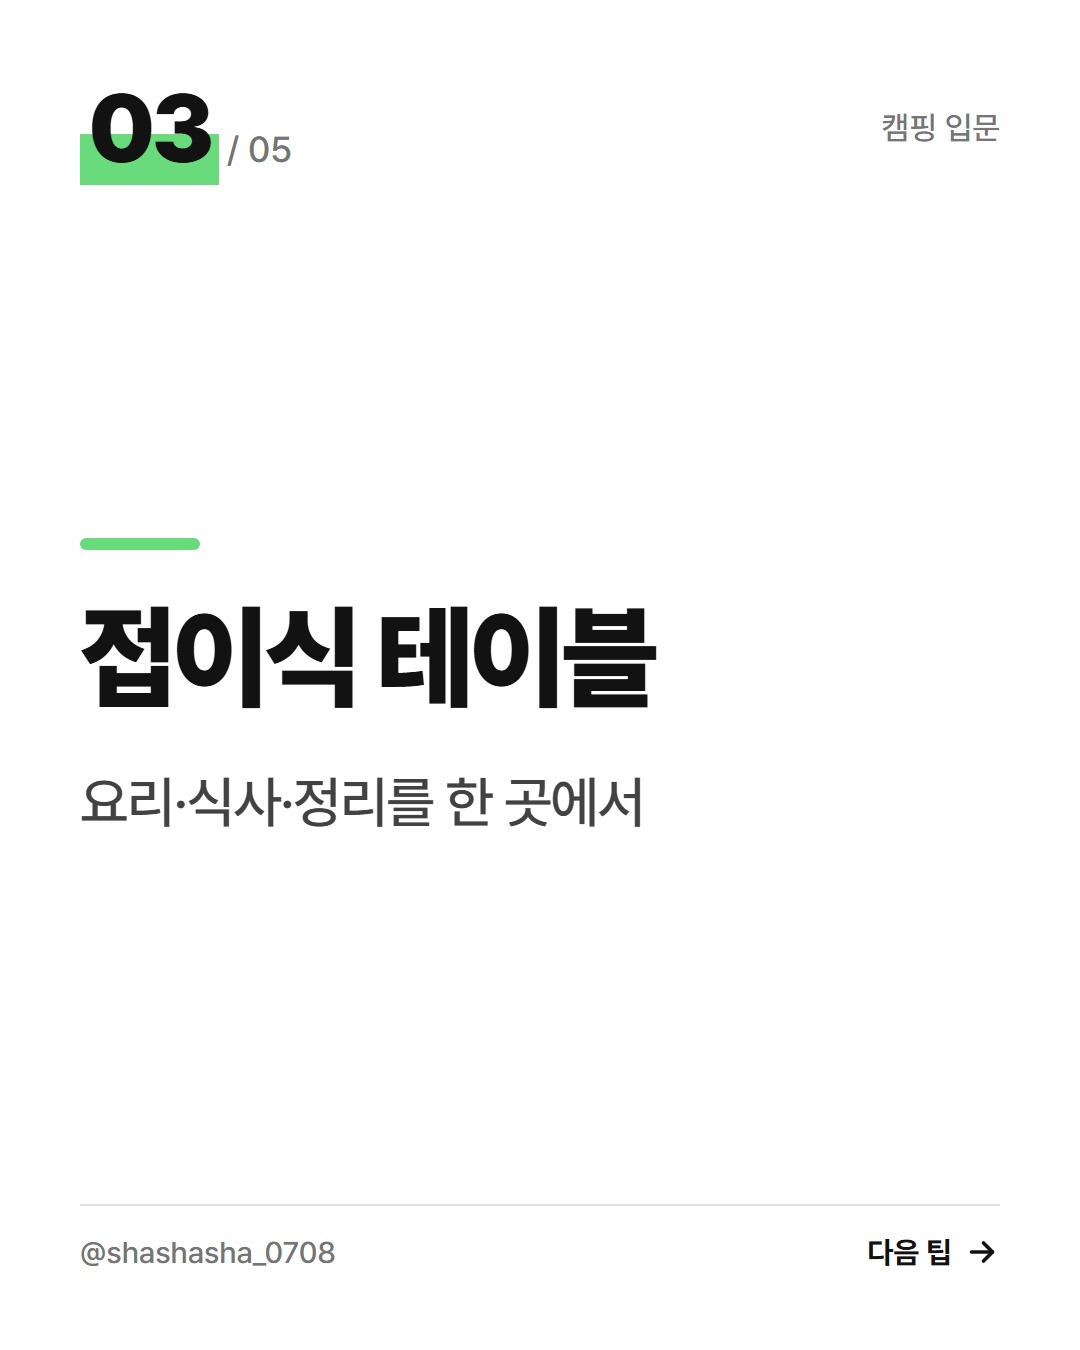 03 / 05
캠핑 입문
접이식 테이블
요리·식사·정리를 한 곳에서
@shashasha_0708
다음 팁 →